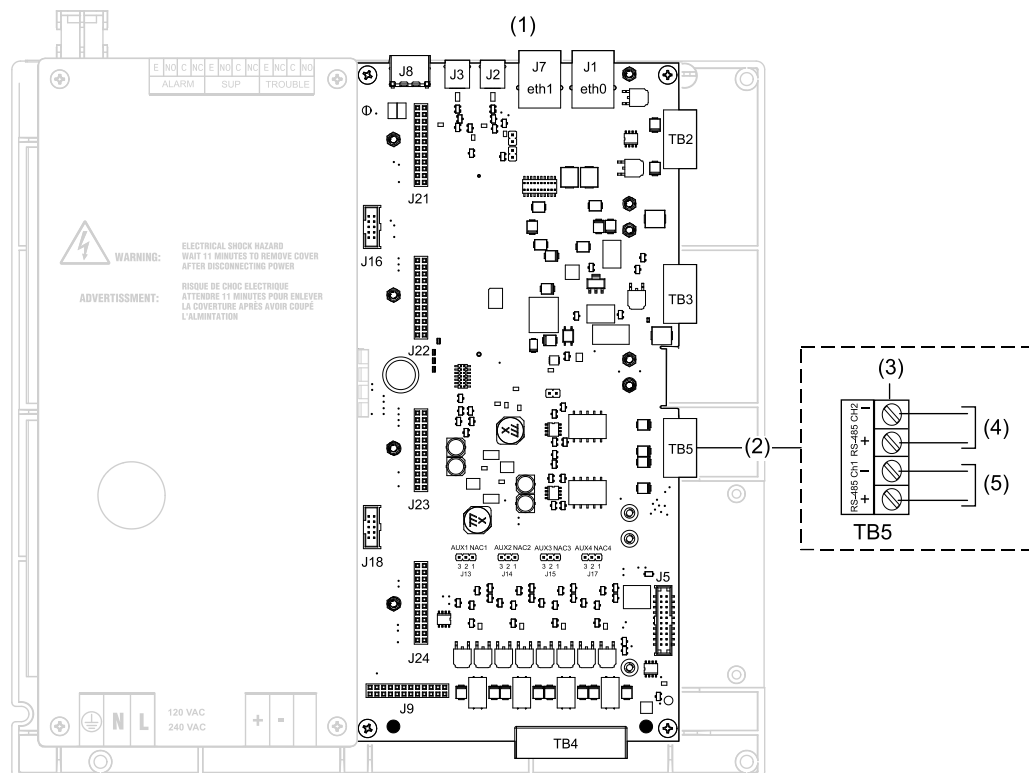 (1)
E NO C NC E NO C NC E NC C NO
ALARM SUP TROUBLE
J8 J3 J2 J7 J1
eth1 eth0
TB2
J21
J16
WARNING: ELECTRICAL SHOCK HAZARD
WAIT 11 MINUTES TO REMOVE COVER
AFTER DISCONNECTING POWER
ADVERTISSMENT: RISQUE DE CHOC ELECTRIQUE
ATTENDRE 11 MINUTES POUR ENLEVER
LA COVERTURE APRÈS AVOIR COUPÉ
L'ALMINTATION
TB3
J22
(3)
RS-485 CH2
- +
(4)
RS-485 Ch1
- +
(5)
TB5
TB5
(2)
J23
J18
AUX1 NAC1 AUX2 NAC2 AUX3 NAC3 AUX4 NAC4
3 2 1 3 2 1 3 2 1 3 2 1
J13 J14 J15 J17
J5
J24
J9
N L
120 VAC
240 VAC
+ -
TB4